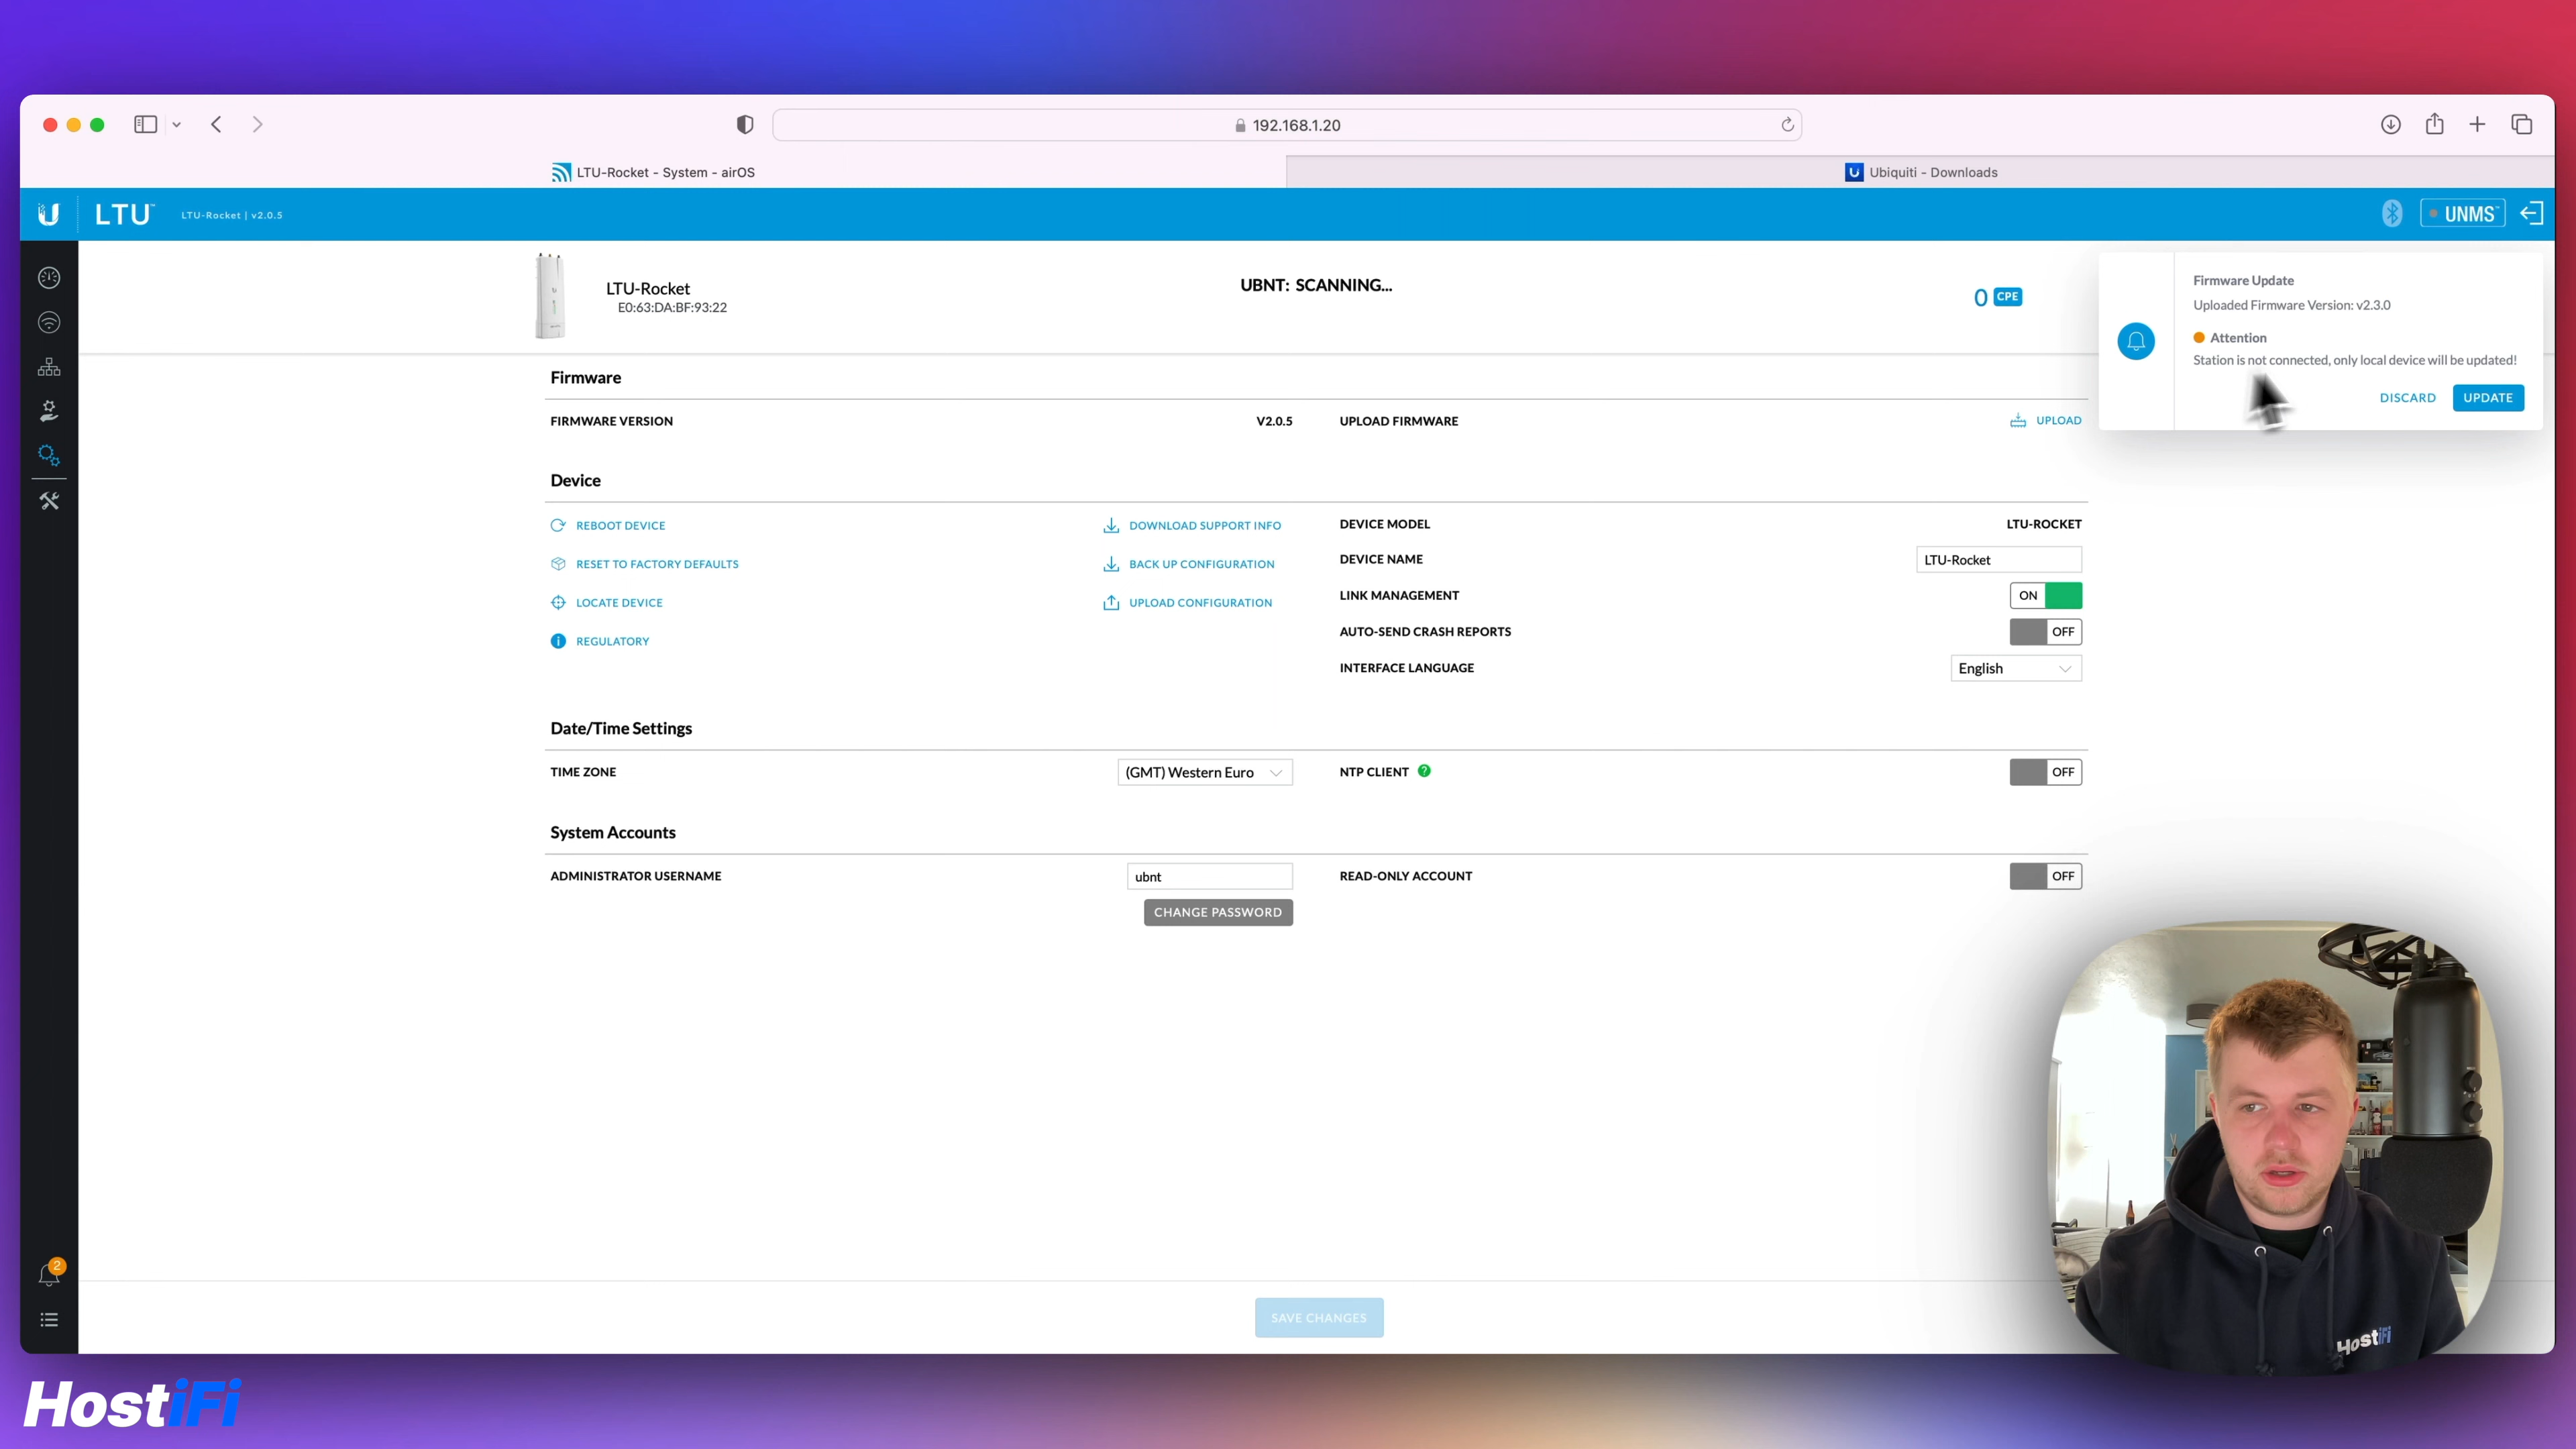 192.168.1.20
LTU-Rocket - System - airOS
Ubiquiti - Downloads
LTU™
LTU-Rocket | v2.0.5
UNMS™
LTU-Rocket
E0:63:DA:BF:93:22
UBNT: SCANNING...
0 CPE
Firmware Update
Uploaded Firmware Version: v2.3.0
Attention
Station is not connected, only local device will be updated!
DISCARD
UPDATE
Firmware
FIRMWARE VERSION
V2.0.5
UPLOAD FIRMWARE
UPLOAD
Device
REBOOT DEVICE
DOWNLOAD SUPPORT INFO
DEVICE MODEL
LTU-ROCKET
RESET TO FACTORY DEFAULTS
BACK UP CONFIGURATION
DEVICE NAME
LTU-Rocket
LOCATE DEVICE
UPLOAD CONFIGURATION
LINK MANAGEMENT
ON
REGULATORY
AUTO-SEND CRASH REPORTS
OFF
INTERFACE LANGUAGE
English
Date/Time Settings
TIME ZONE
(GMT) Western Euro
NTP CLIENT
OFF
System Accounts
ADMINISTRATOR USERNAME
ubnt
READ-ONLY ACCOUNT
OFF
CHANGE PASSWORD
2
SAVE CHANGES
HostiFi
HostiFi